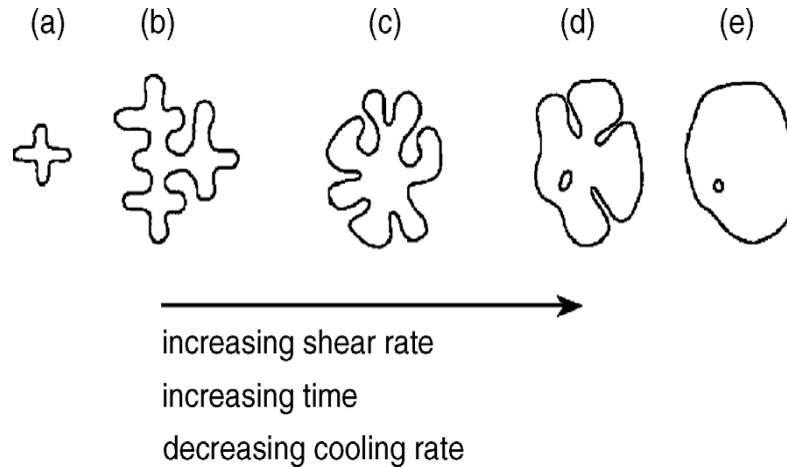 (a) (b) (c) (d) (e)
increasing shear rate
increasing time
decreasing cooling rate